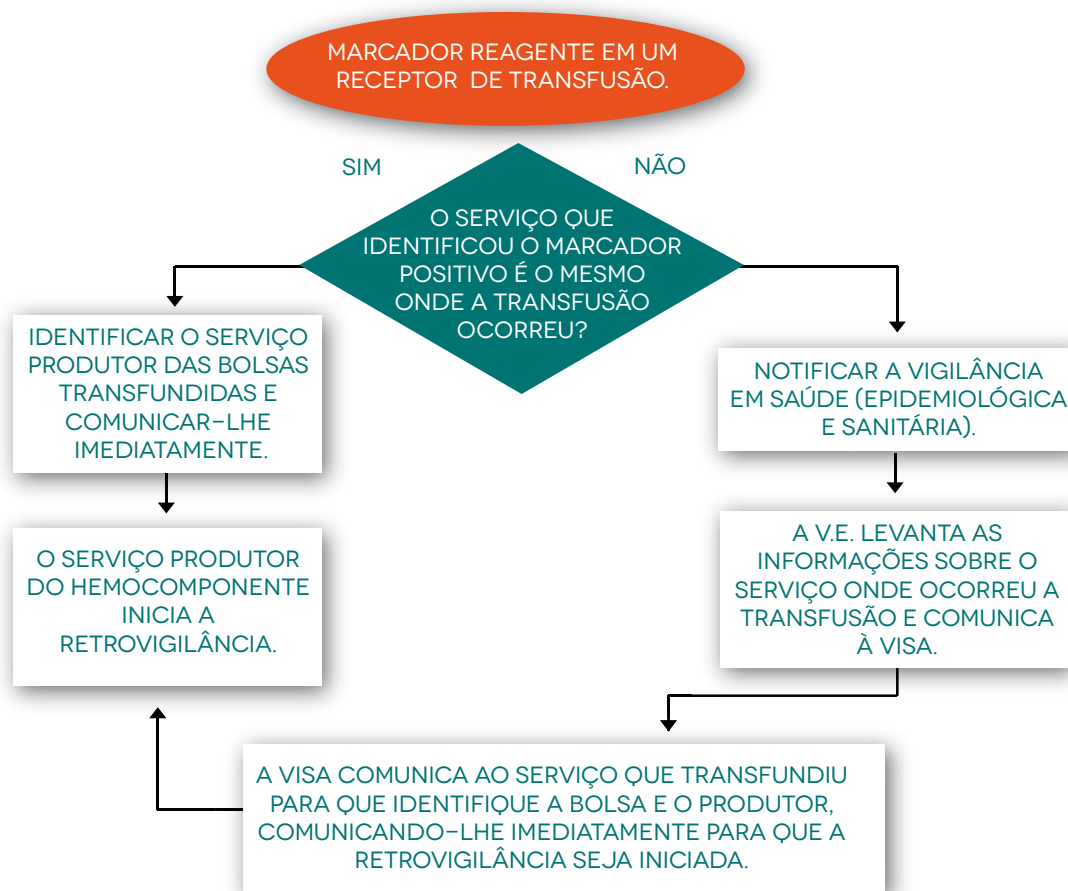 MARCADOR REAGENTE EM UM
RECEPTOR DE TRANSFUSÃO.
SIM
NÃO
O SERVIÇO QUE
IDENTIFICOU O MARCADOR
POSITIVO É O MESMO
ONDE A TRANSFUSÃO
OCORREU?
IDENTIFICAR O SERVIÇO
PRODUTOR DAS BOLSAS
TRANSFUNDIDAS E
COMUNICAR-LHE
IMEDIATAMENTE.
O SERVIÇO PRODUTOR
DO HEMOCOMPONENTE
INICIA A
RETROVIGILÂNCIA.
NOTIFICAR A VIGILÂNCIA
EM SAÚDE (EPIDEMIOLÓGICA
E SANITÁRIA).
A V.E. LEVANTA AS
INFORMAÇÕES SOBRE O
SERVIÇO ONDE OCORREU A
TRANSFUSÃO E COMUNICA
À VISA.
A VISA COMUNICA AO SERVIÇO QUE TRANSFUNDIU
PARA QUE IDENTIFIQUE A BOLSA E O PRODUTOR,
COMUNICANDO-LHE IMEDIATAMENTE PARA QUE A
RETROVIGILÂNCIA SEJA INICIADA.